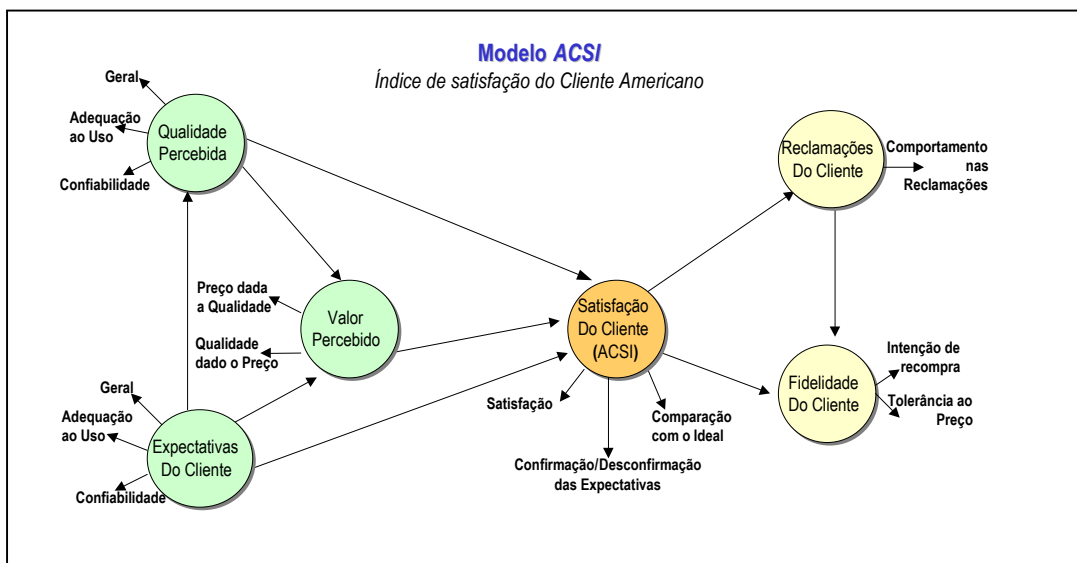 Modelo ACSI
Índice de satisfação do Cliente Americano
Geral
Adequação
ao Uso
Confiabilidade
Qualidade
Percebida
Reclamações
Do Cliente
Comportamento
nas
Reclamações
Preço dada
a Qualidade
Qualidade
dado o Preço
Valor
Percebido
Satisfação
Do Cliente
(ACSI)
Satisfação
Comparação
com o Ideal
Confirmação/Desconfirmação
das Expectativas
Fidelidade
Do Cliente
Intenção de
recompra
Tolerância ao
Preço
Geral
Adequação
ao Uso
Confiabilidade
Expectativas
Do Cliente